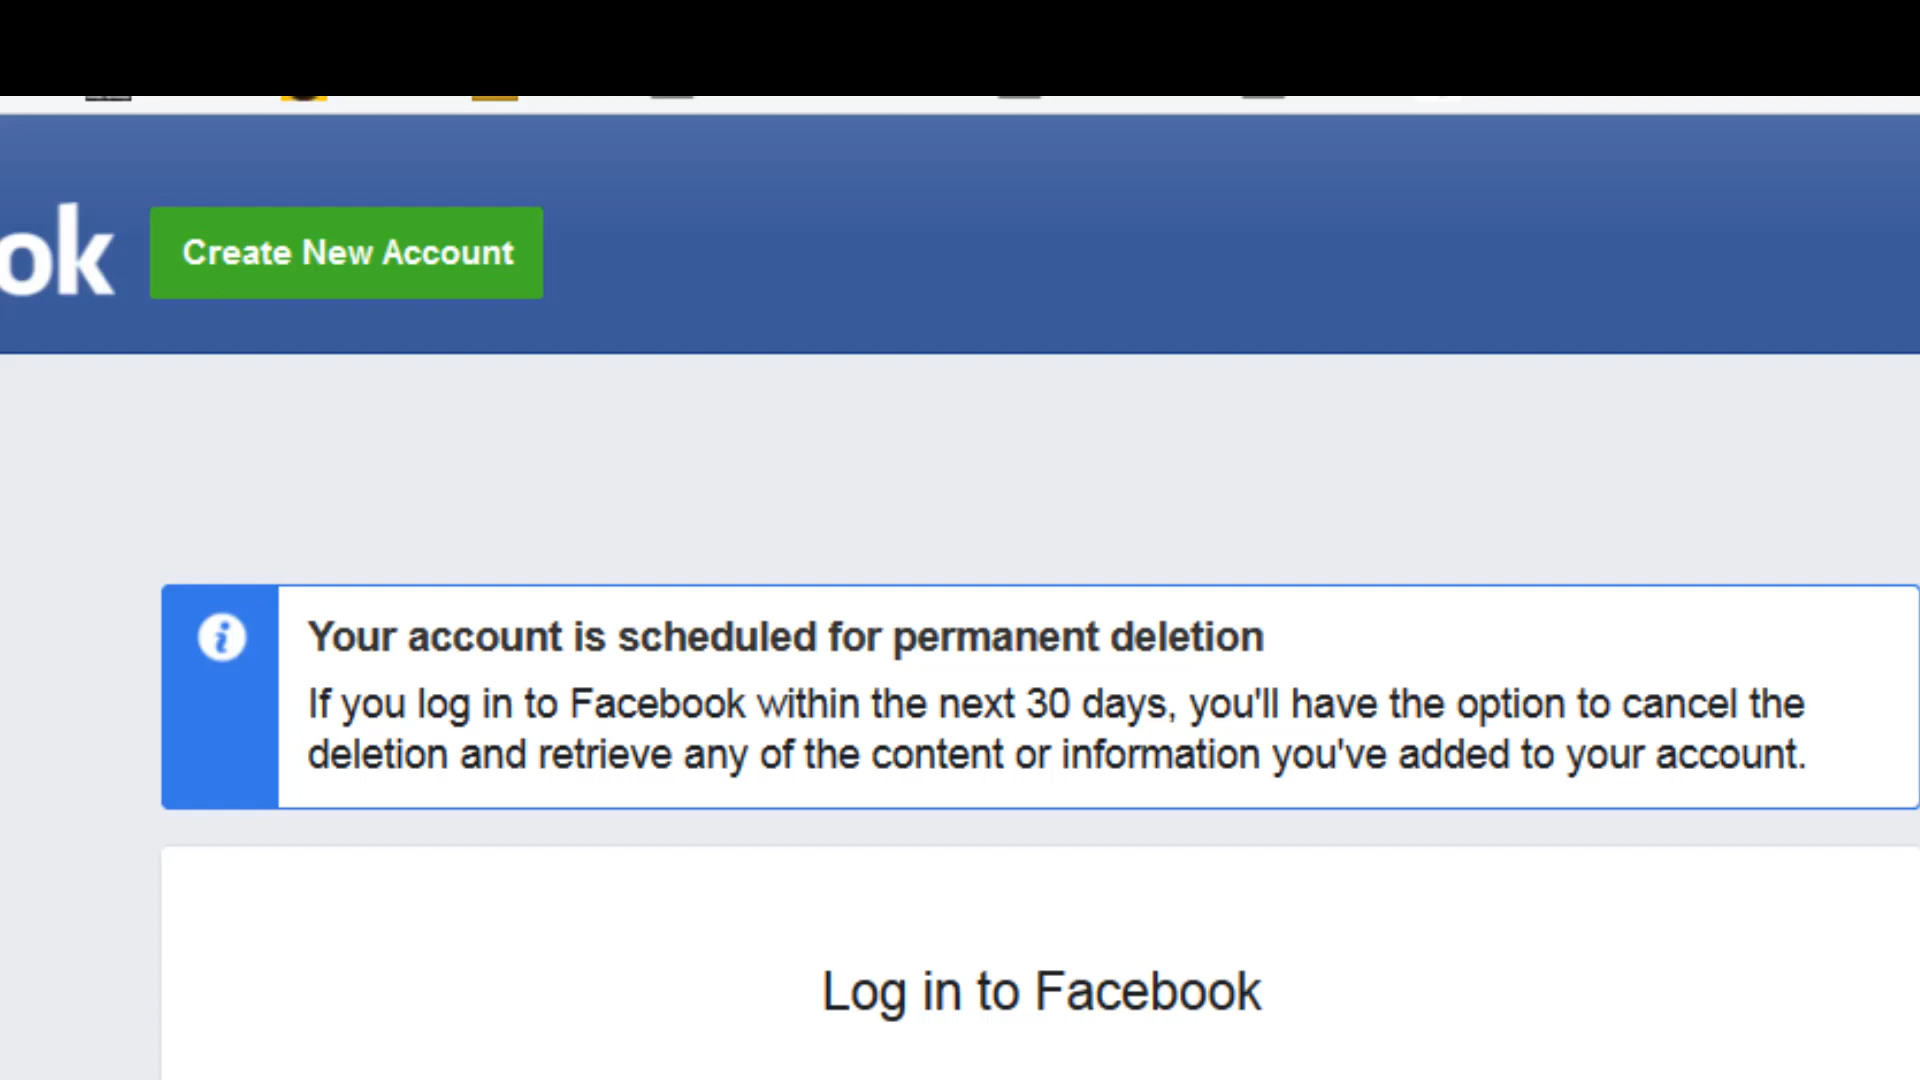 ok
Create New Account
Your account is scheduled for permanent deletion
If you log in to Facebook within the next 30 days, you'll have the option to cancel the
deletion and retrieve any of the content or information you've added to your account.
Log in to Facebook